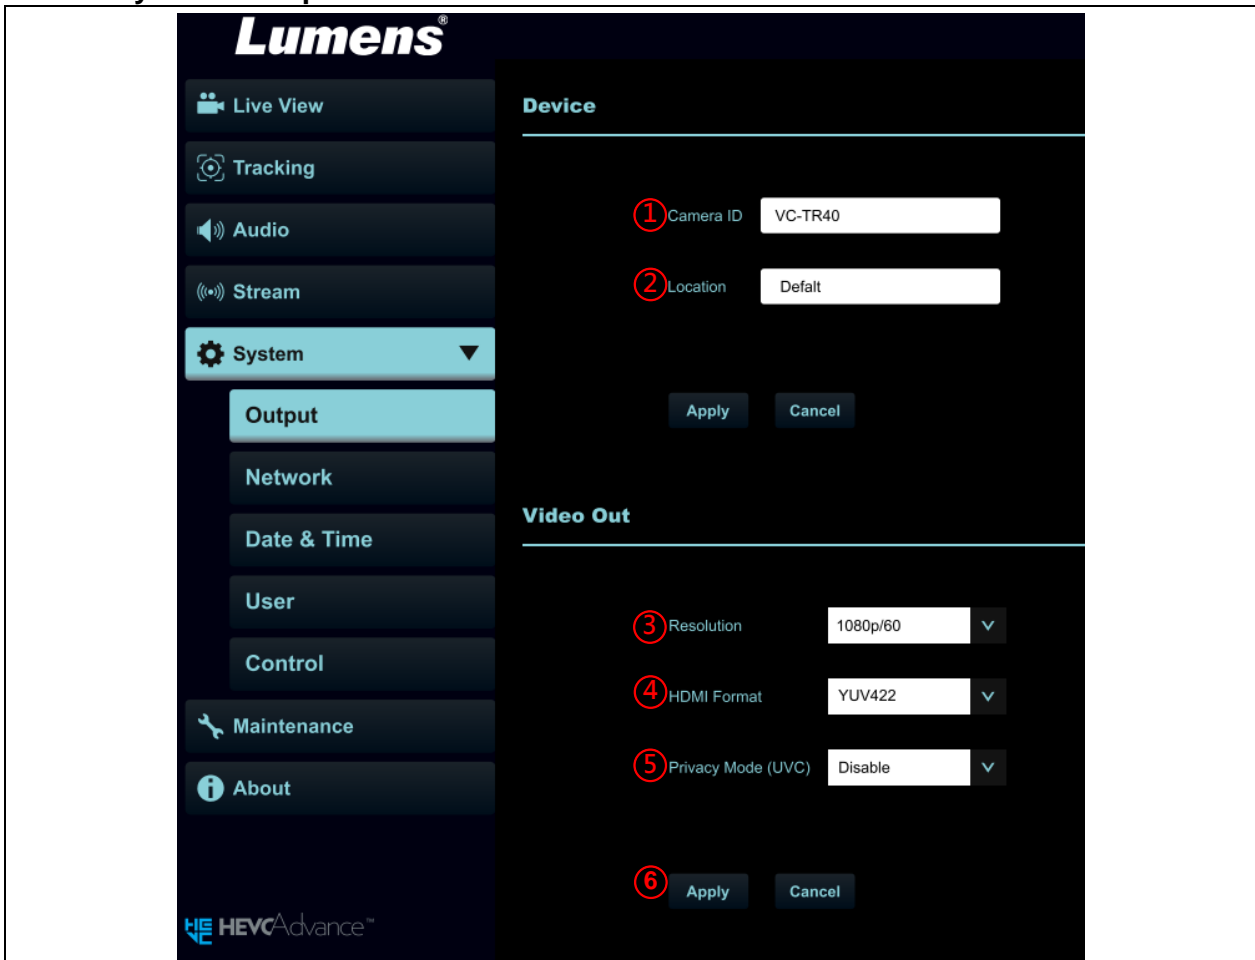 Lumens®
Live View
Tracking
Audio
Stream
System
Output
Network
Date & Time
User
Control
Maintenance
About
HEVCAdvance™
Device
1 Camera ID VC-TR40
2 Location Defalt
Apply Cancel
Video Out
3 Resolution 1080p/60
4 HDMI Format YUV422
5 Privacy Mode (UVC) Disable
6 Apply Cancel